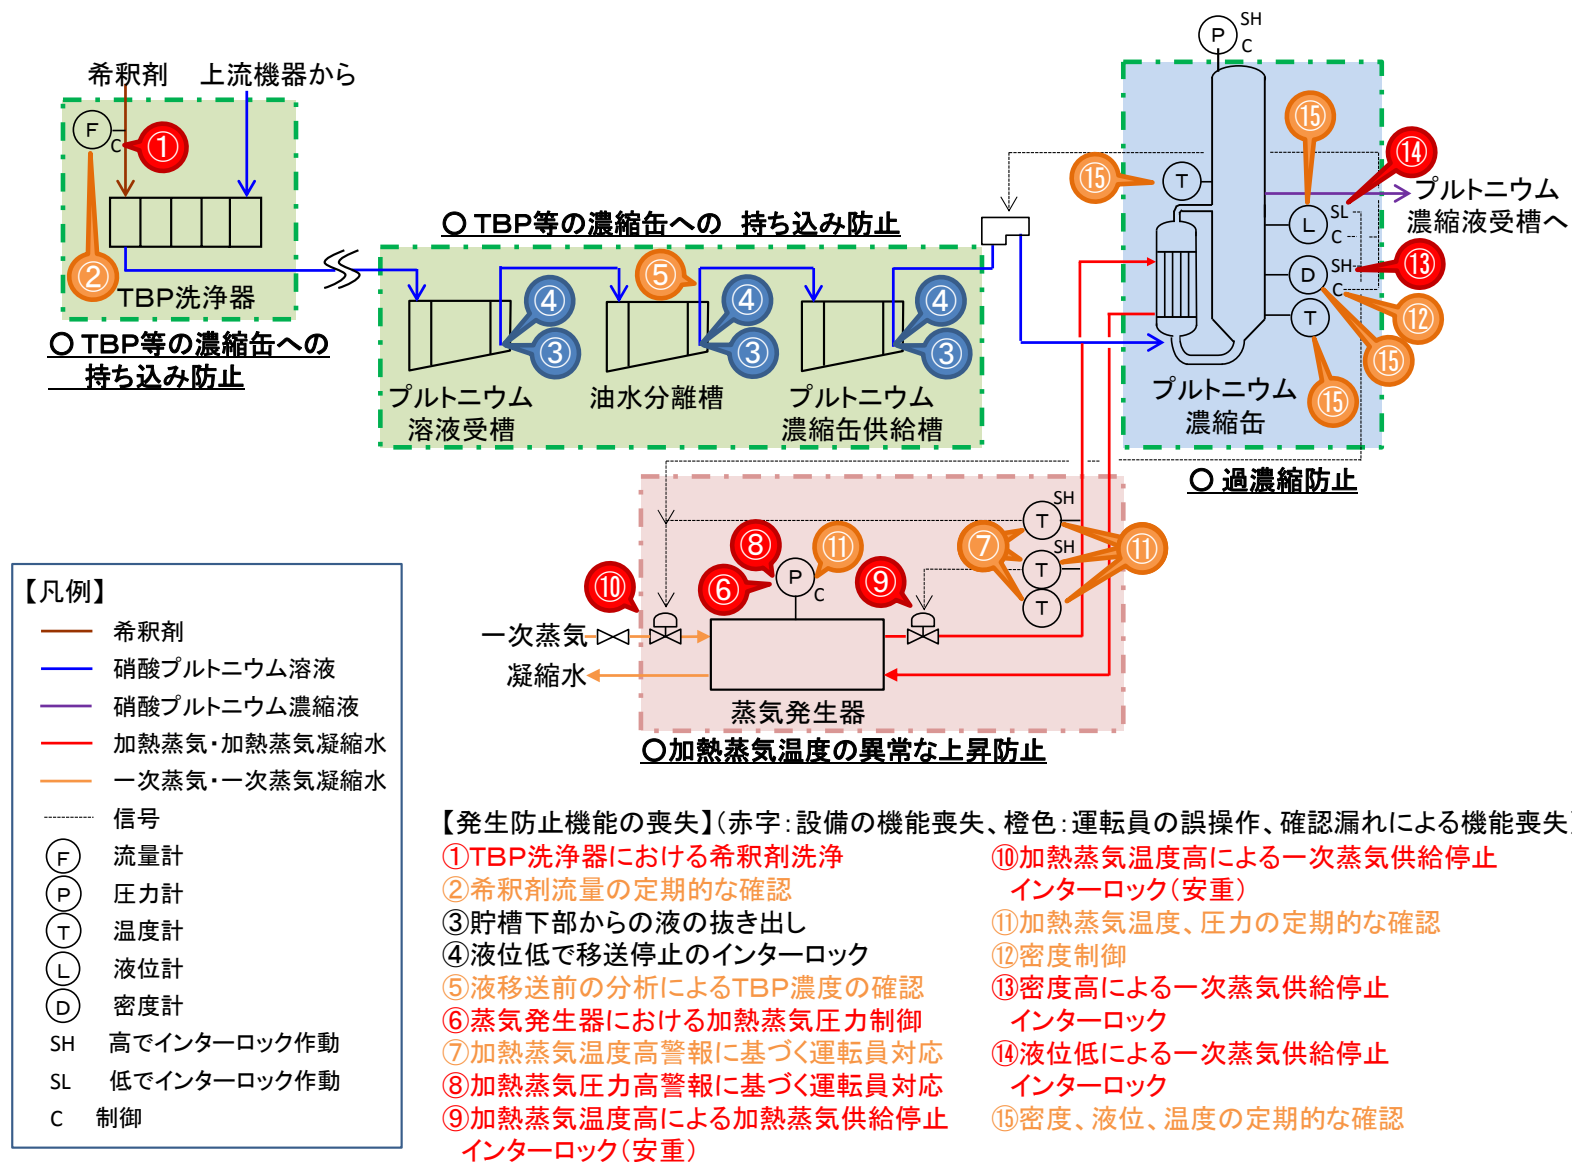 希釈剤
上流機器から
F
C
①
②
TBP洗浄器
○ TBP等の濃縮缶への
持ち込み防止
○ TBP等の濃縮缶への 持ち込み防止
⑤
④
③
④
③
④
③
プルトニウム
溶液受槽
油水分離槽
プルトニウム
濃縮缶供給槽
P
SH
C
⑮
T
⑮
⑭
プルトニウム
濃縮液受槽へ
L
SL
C
D
SH
C
⑬
⑫
T
⑮
⑮
プルトニウム
濃縮缶
○ 過濃縮防止
T
SH
T
SH
T
⑦
⑪
⑧
⑪
P
C
⑥
⑨
⑩
一次蒸気
凝縮水
蒸気発生器
○加熱蒸気温度の異常な上昇防止
【凡例】
希釈剤
硝酸プルトニウム溶液
硝酸プルトニウム濃縮液
加熱蒸気・加熱蒸気凝縮水
一次蒸気・一次蒸気凝縮水
信号
F 流量計
P 圧力計
T 温度計
L 液位計
D 密度計
SH 高でインターロック作動
SL 低でインターロック作動
C 制御
【発生防止機能の喪失】(赤字：設備の機能喪失、橙色：運転員の誤操作、確認漏れによる機能喪失)
①TBP洗浄器における希釈剤洗浄
②希釈剤流量の定期的な確認
③貯槽下部からの液の抜き出し
④液位低で移送停止のインターロック
⑤液移送前の分析によるTBP濃度の確認
⑥蒸気発生器における加熱蒸気圧力制御
⑦加熱蒸気温度高警報に基づく運転員対応
⑧加熱蒸気圧力高警報に基づく運転員対応
⑨加熱蒸気温度高による加熱蒸気供給停止
インターロック(安重)
⑩加熱蒸気温度高による一次蒸気供給停止
インターロック(安重)
⑪加熱蒸気温度、圧力の定期的な確認
⑫密度制御
⑬密度高による一次蒸気供給停止
インターロック
⑭液位低による一次蒸気供給停止
インターロック
⑮密度、液位、温度の定期的な確認